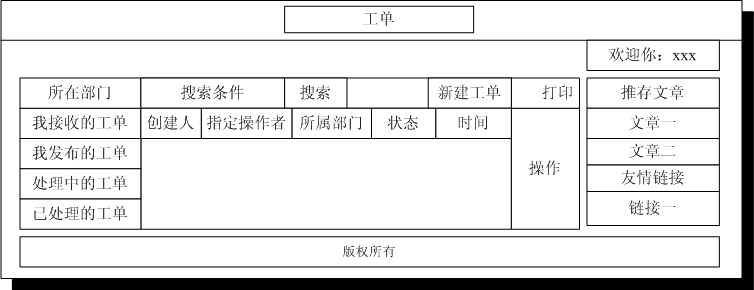 工单
欢迎你：xxx
所在部门 搜索条件 搜索 新建工单 打印 推存文章
我接收的工单 创建人 指定操作者 所属部门 状态 时间 文章一
我发布的工单 文章二
操作
处理中的工单 友情链接
已处理的工单 链接一
版权所有